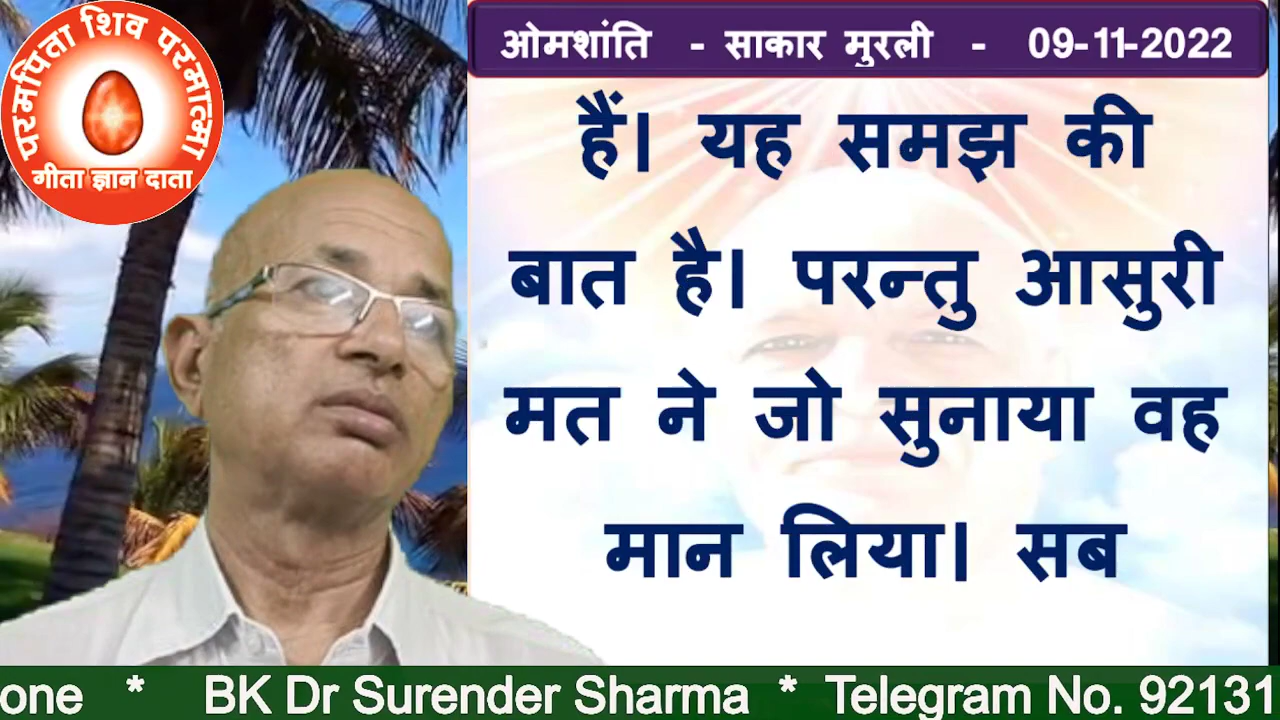 परमपिता शिव परमात्मा
गीता ज्ञान दाता
ओमशांति - साकार मुरली - 09-11-2022
हैं। यह समझ की
बात है। परन्तु आसुरी
मत ने जो सुनाया वह
मान लिया। सब
one * BK Dr Surender Sharma * Telegram No. 92131